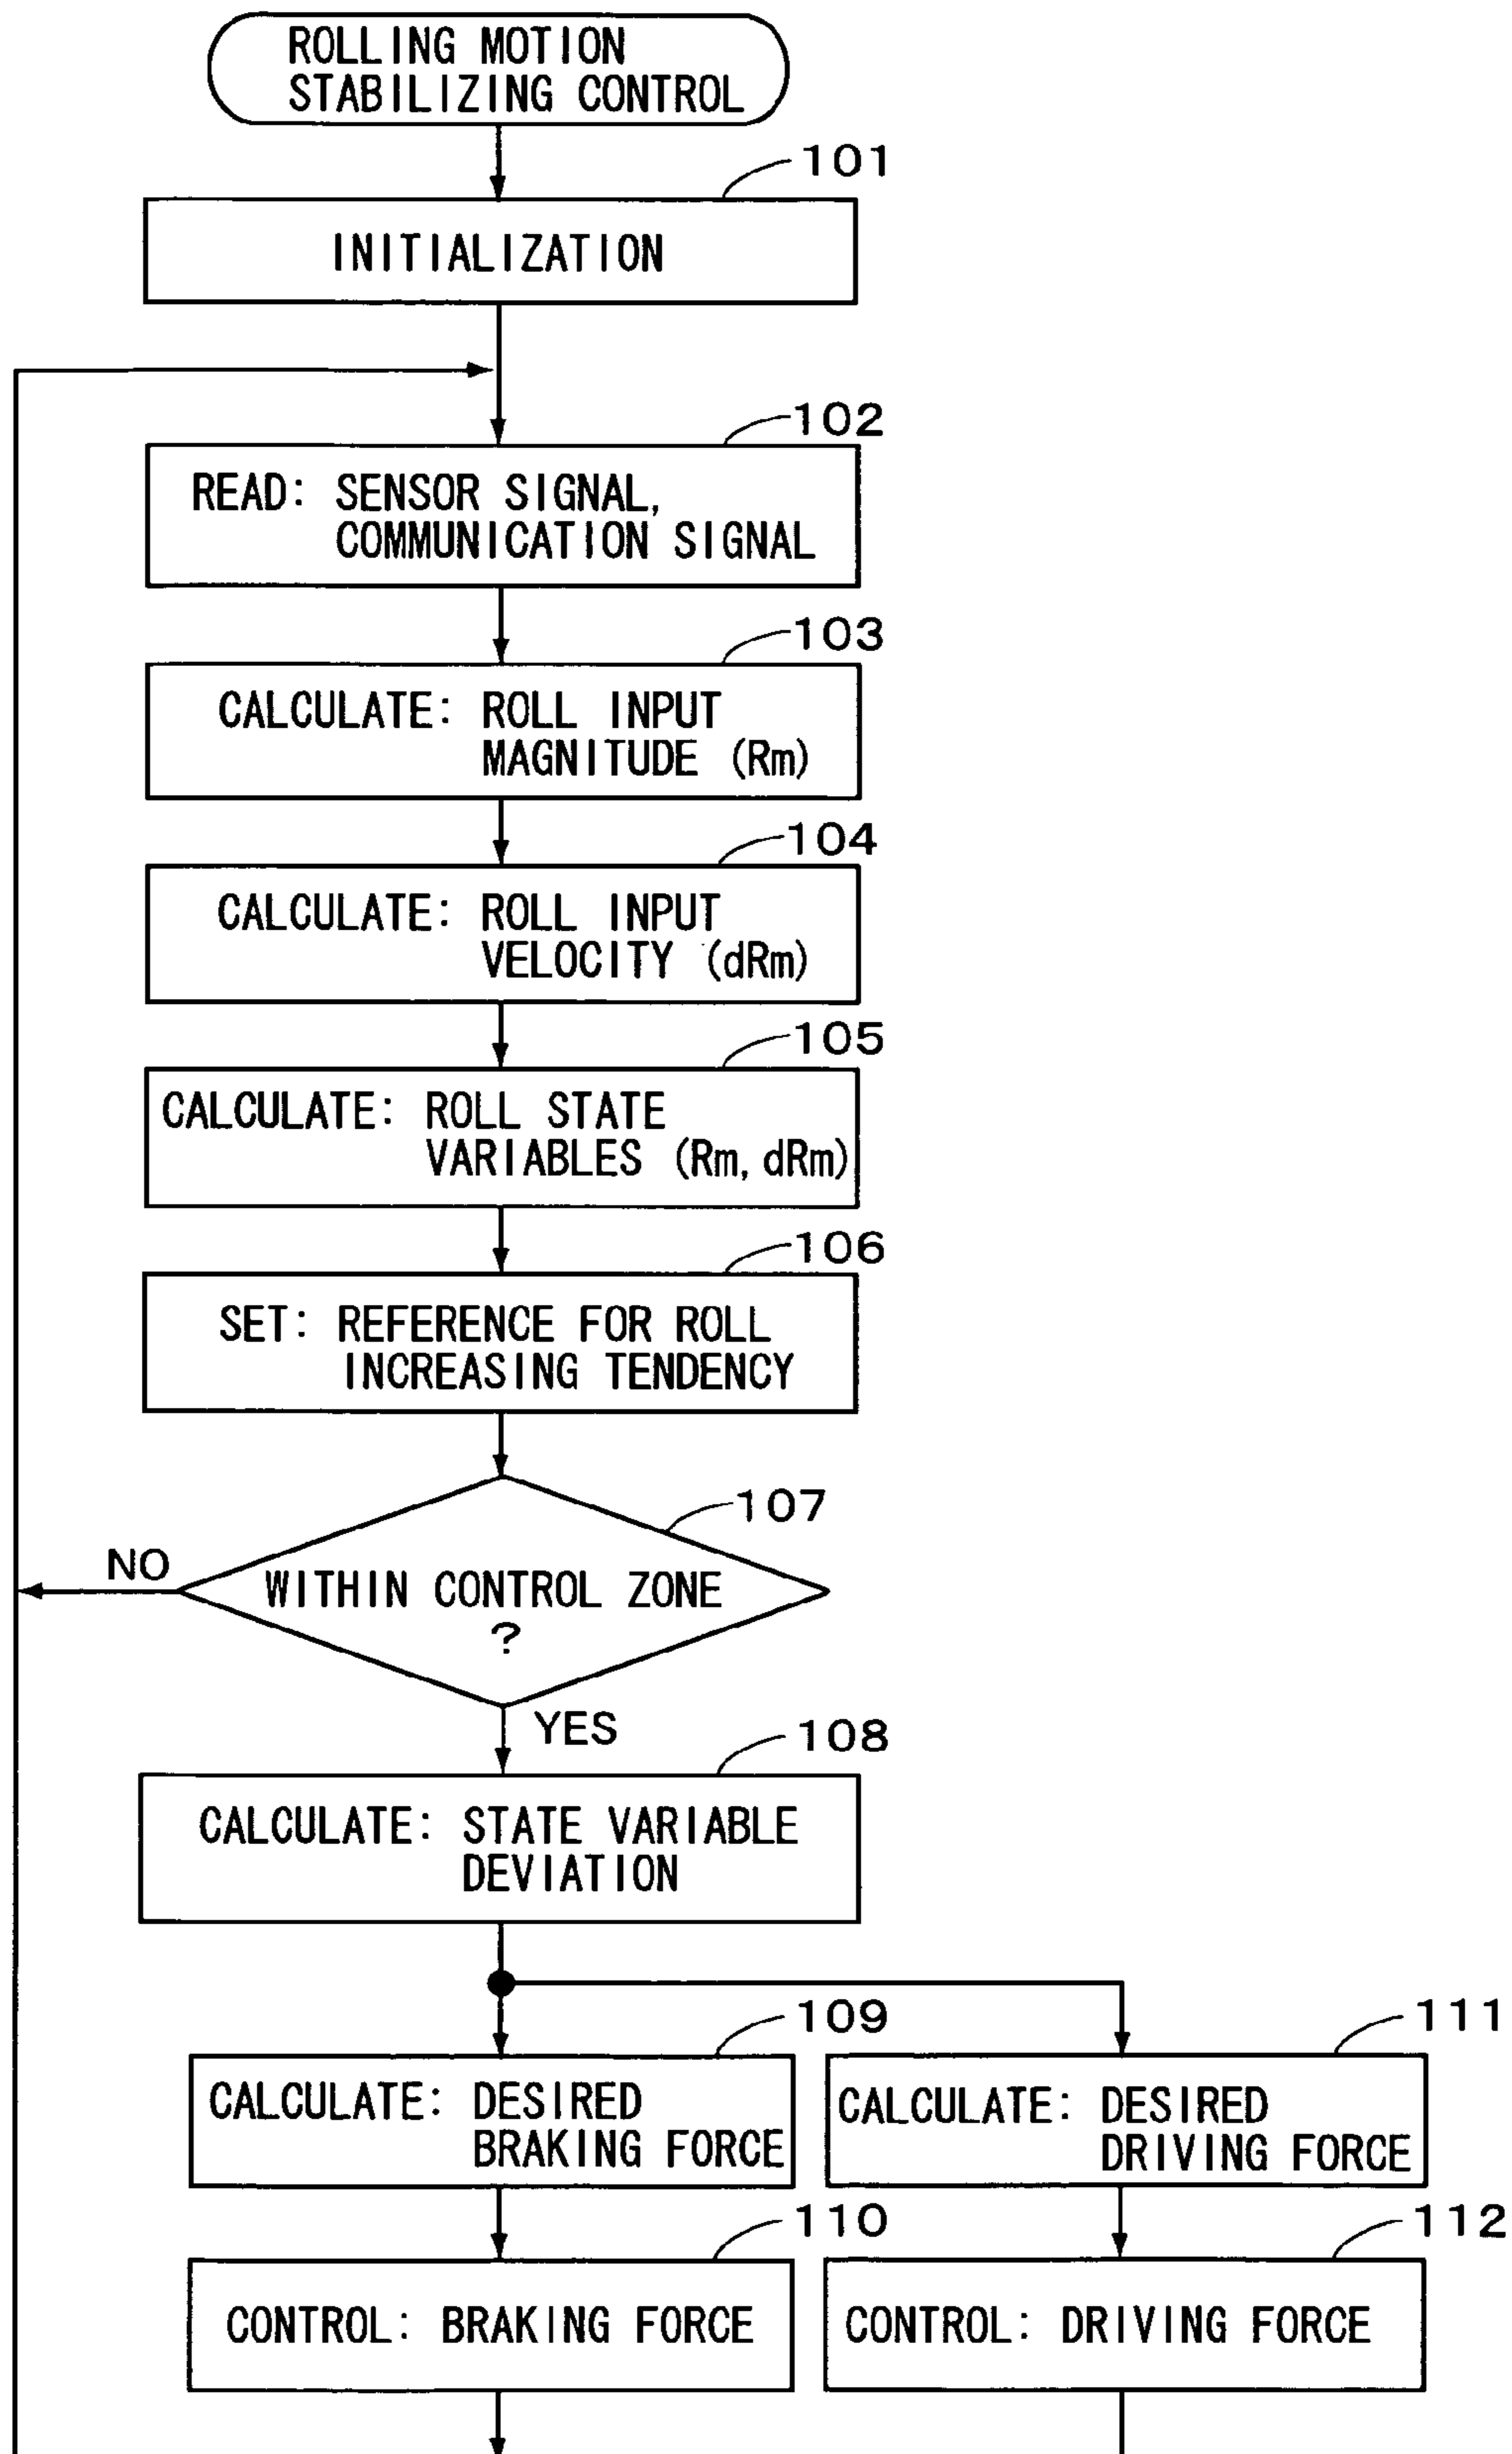 ROLLING MOTION
STABILIZING CONTROL
101
INITIALIZATION
102
READ: SENSOR SIGNAL,
COMMUNICATION SIGNAL
103
CALCULATE: ROLL INPUT
MAGNITUDE (Rm)
104
CALCULATE: ROLL INPUT
VELOCITY (dRm)
105
CALCULATE: ROLL STATE
VARIABLES (Rm, dRm)
106
SET: REFERENCE FOR ROLL
INCREASING TENDENCY
107
NO
WITHIN CONTROL ZONE
?
YES
108
CALCULATE: STATE VARIABLE
DEVIATION
109
CALCULATE: DESIRED
BRAKING FORCE
111
CALCULATE: DESIRED
DRIVING FORCE
110
CONTROL: BRAKING FORCE
112
CONTROL: DRIVING FORCE